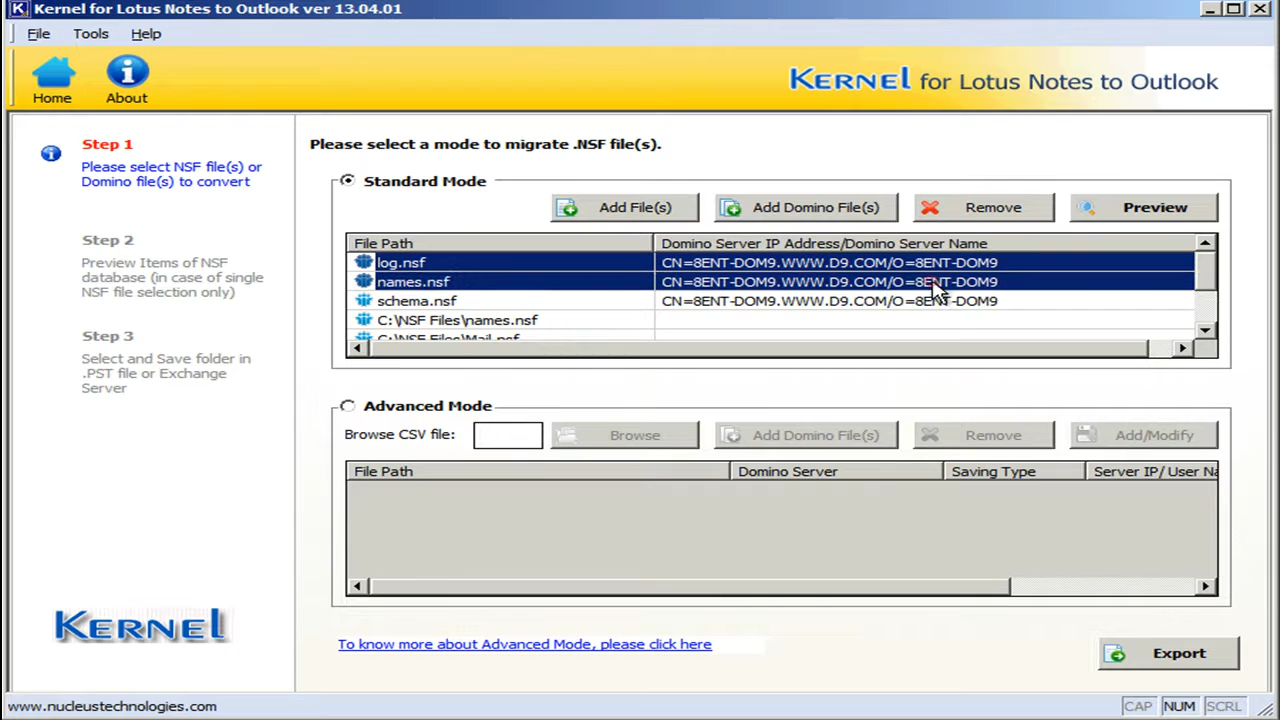 Kernel for Lotus Notes to Outlook ver 13.04.01
File Tools Help
Home About
KERNEL for Lotus Notes to Outlook
Step 1
Please select NSF file(s) or
Domino file(s) to convert
Step 2
Preview Items of NSF
database (in case of single
NSF file selection only)
Step 3
Select and Save folder in
.PST file or Exchange
Server
KERNEL
Please select a mode to migrate .NSF file(s).
Standard Mode
Add File(s) Add Domino File(s) Remove Preview
File Path Domino Server IP Address/Domino Server Name
log.nsf CN=8ENT-DOM9.WWW.D9.COM/O=8ENT-DOM9
names.nsf CN=8ENT-DOM9.WWW.D9.COM/O=8ENT-DOM9
schema.nsf CN=8ENT-DOM9.WWW.D9.COM/O=8ENT-DOM9
C:\NSF Files\names.nsf
C:\NSF Files\Mail.nsf
Advanced Mode
Browse CSV file: Browse Add Domino File(s) Remove Add/Modify
File Path Domino Server Saving Type Server IP/ User Na
To know more about Advanced Mode, please click here
Export
www.nucleustechnologies.com CAP NUM SCRL